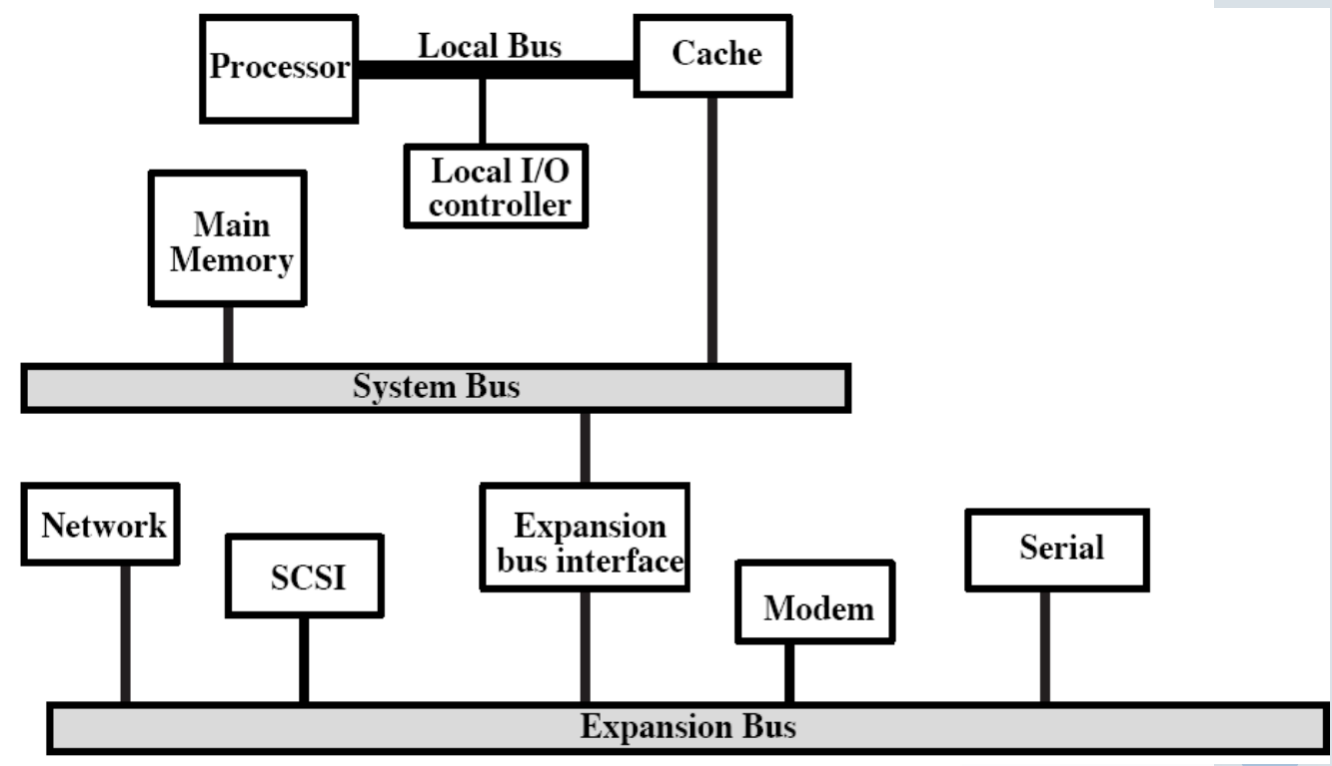 Local Bus
Processor
Cache
Local I/O
controller
Main
Memory
System Bus
Network
SCSI
Expansion
bus interface
Modem
Serial
Expansion Bus